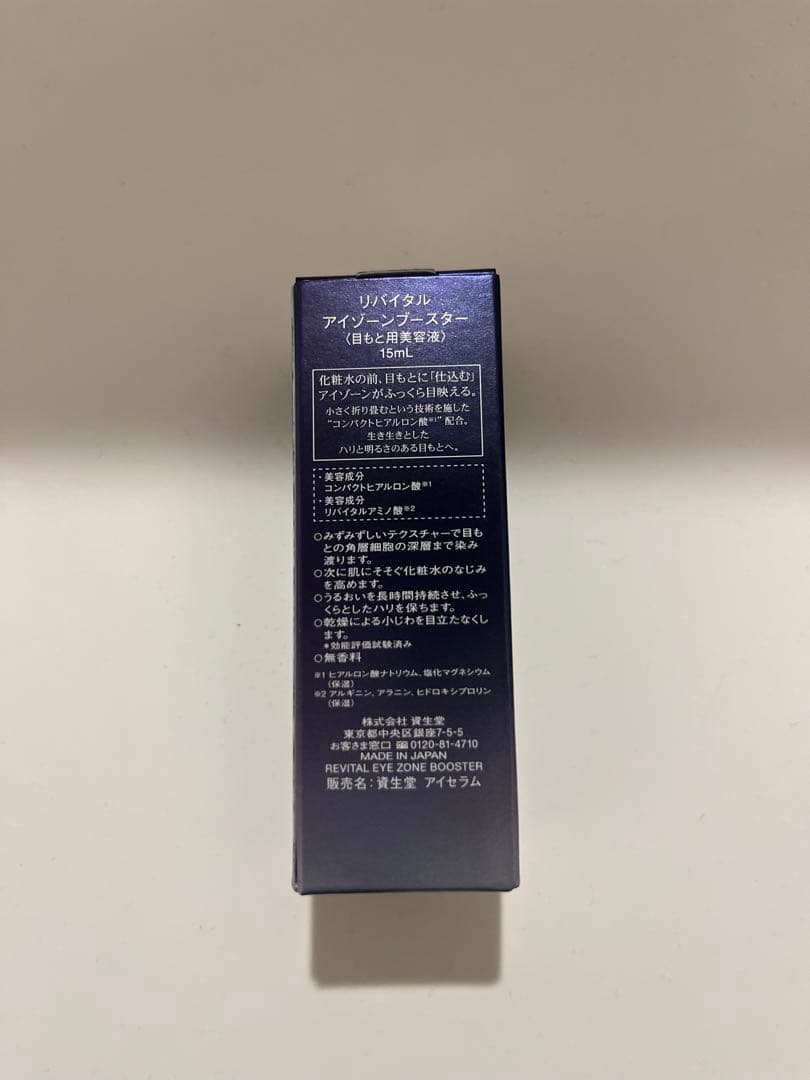 リバイタル
アイゾーンブースター
〈目もと用美容液〉
15mL
化粧水の前、目もとに「仕込む」
アイゾーンがふっくら目映える。
小さく折り畳むという技術を施した
“コンパクトヒアルロン酸※1”配合。
生き生きとした
ハリと明るさのある目もとへ。
・美容成分
コンパクトヒアルロン酸※1
・美容成分
リバイタルアミノ酸※2
○みずみずしいテクスチャーで目も
との角層細胞の深層まで染み
渡ります。
○次に肌にそそぐ化粧水のなじみ
を高めます。
○うるおいを長時間持続させ、ふっ
くらとしたハリを保ちます。
○乾燥による小じわを目立たなくし
ます。
*効能評価試験済み
○無香料
※1 ヒアルロン酸ナトリウム、塩化マグネシウム
（保湿）
※2 アルギニン、アラニン、ヒドロキシプロリン
（保湿）
株式会社 資生堂
東京都中央区銀座7-5-5
お客さま窓口 0120-81-4710
MADE IN JAPAN
REVITAL EYE ZONE BOOSTER
販売名：資生堂 アイセラム